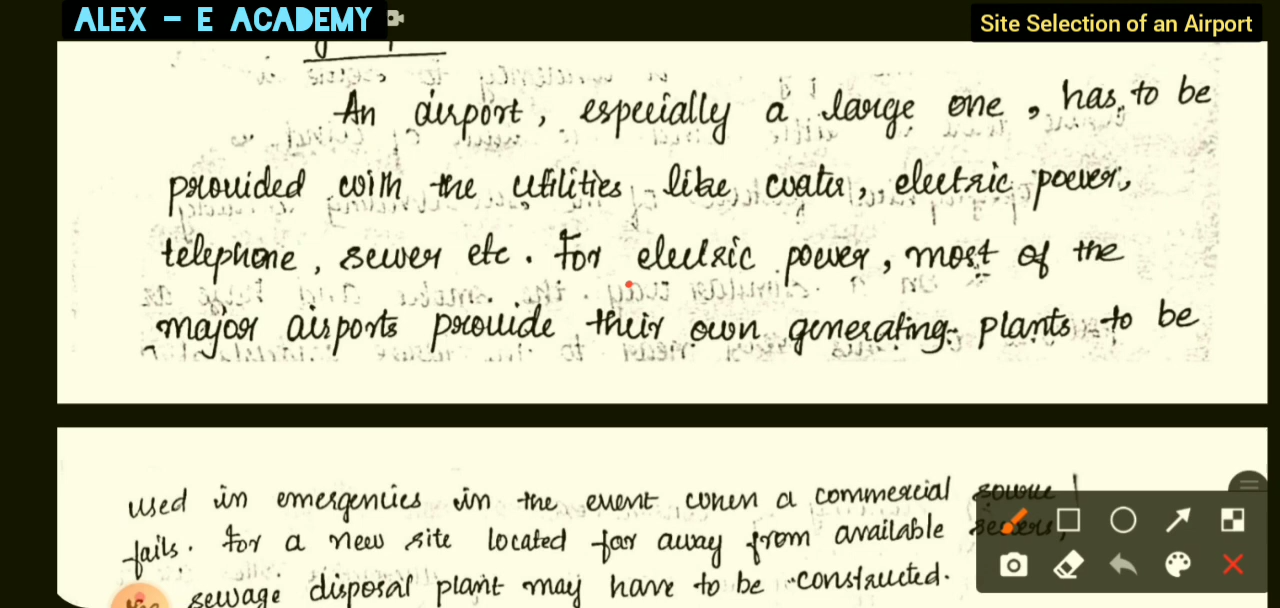 ALEX - E ACADEMY
Site Selection of an Airport
An airport, especially a large one, has to be
provided with the utilities like water, electric power,
telephone, sewer etc. For electric power, most of the
major airports provide their own generating plants to be
used in emergencies in the event when a commercial source
fails. For a new site located far away from available sewers,
sewage disposal plant may have to be constructed.